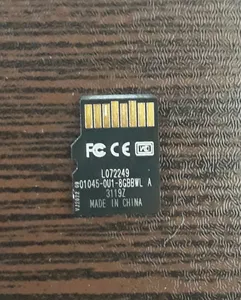 FC CE
L072249
01045-0U1-8GBBWL A
3119Z
MADE IN CHINA